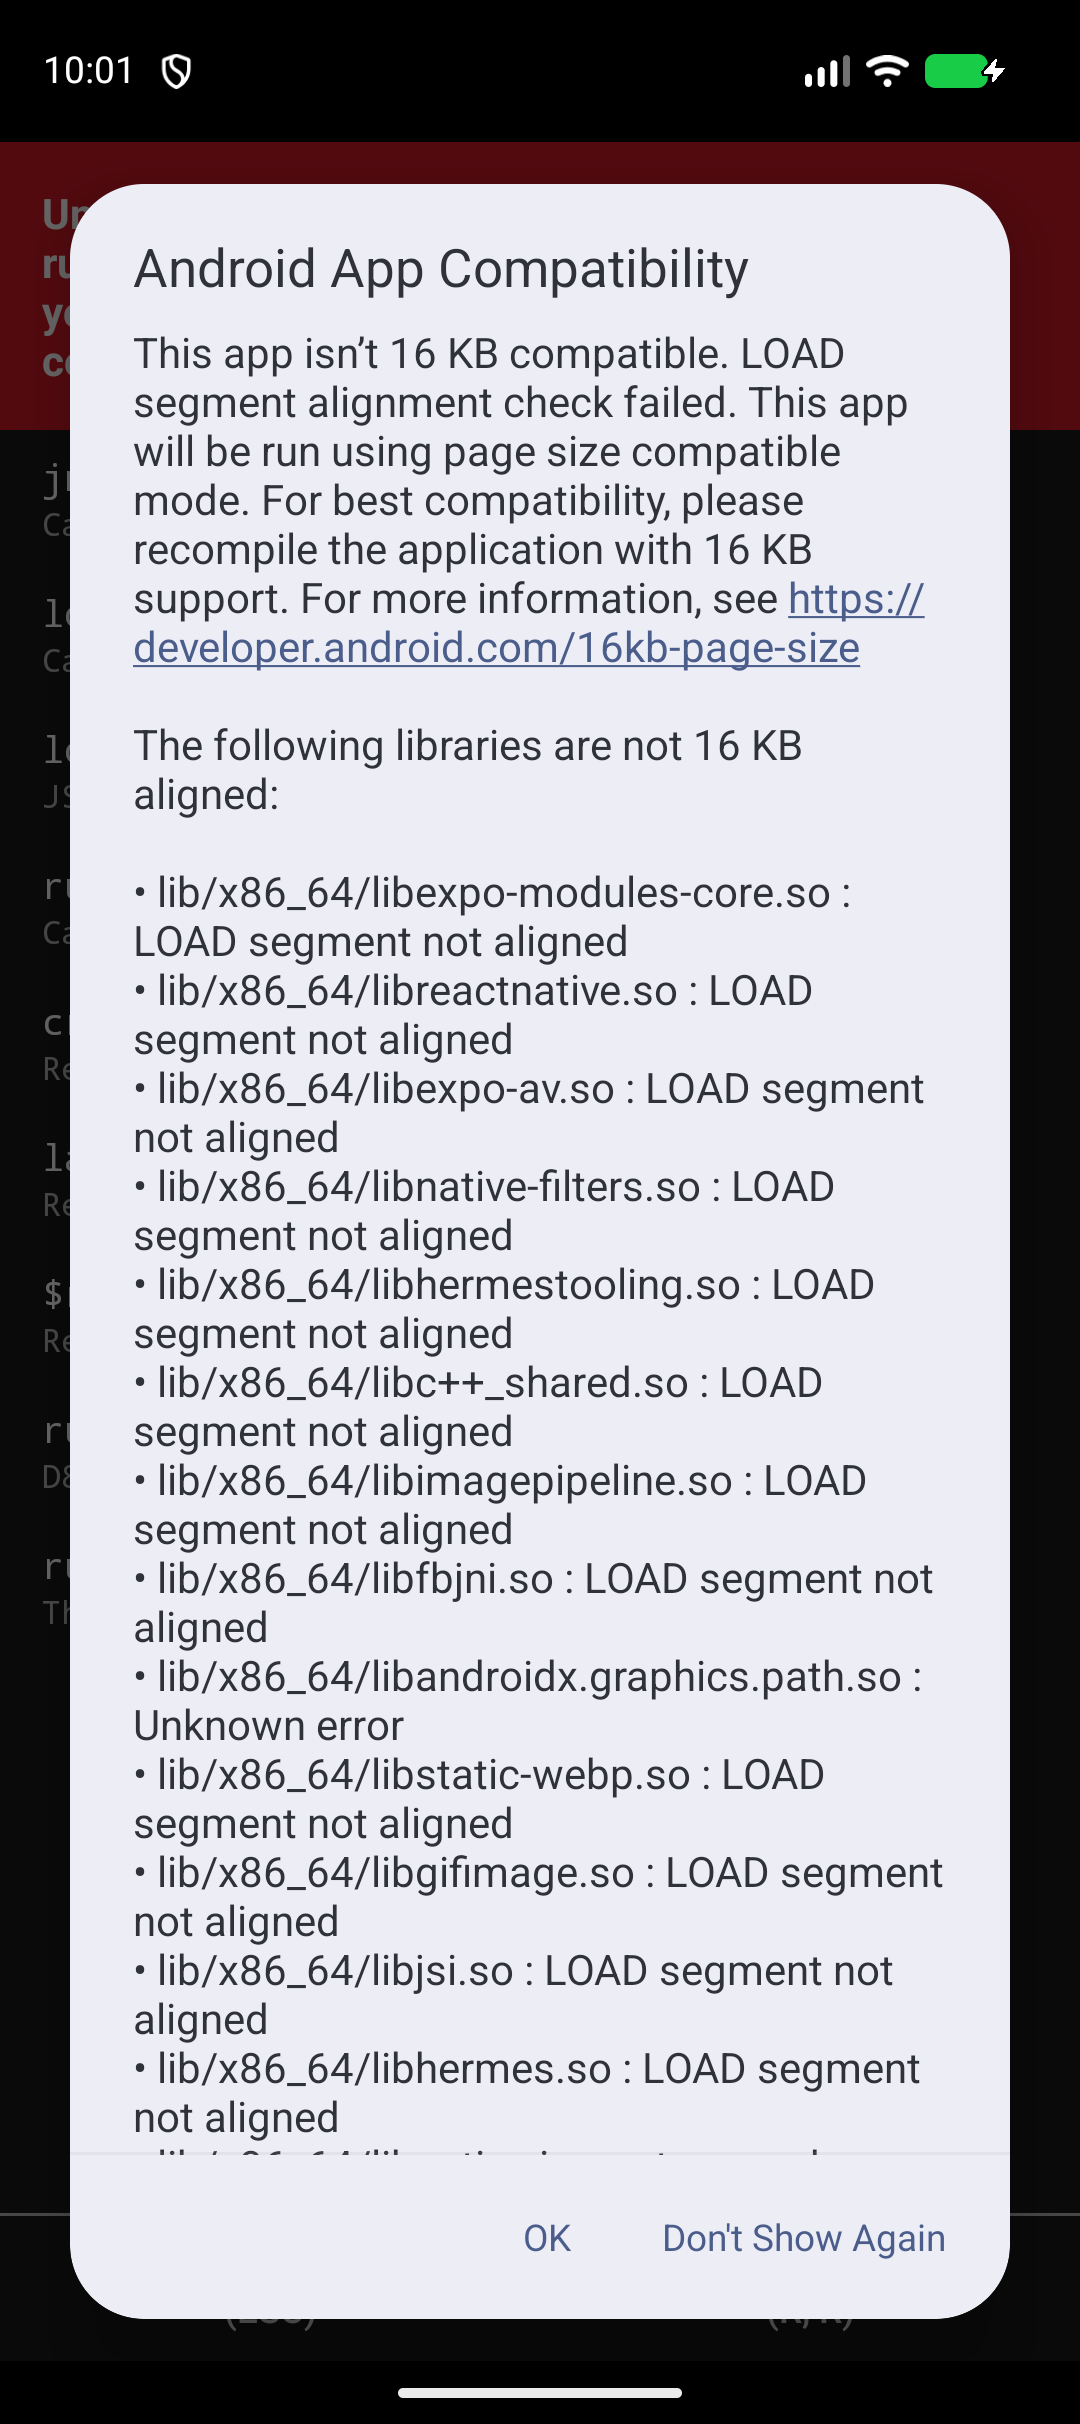 10:01
Android App Compatibility
This app isn’t 16 KB compatible. LOAD
segment alignment check failed. This app
will be run using page size compatible
mode. For best compatibility, please
recompile the application with 16 KB
support. For more information, see https://
developer.android.com/16kb-page-size
The following libraries are not 16 KB
aligned:
• lib/x86_64/libexpo-modules-core.so :
LOAD segment not aligned
• lib/x86_64/libreactnative.so : LOAD
segment not aligned
• lib/x86_64/libexpo-av.so : LOAD segment
not aligned
• lib/x86_64/libnative-filters.so : LOAD
segment not aligned
• lib/x86_64/libhermestooling.so : LOAD
segment not aligned
• lib/x86_64/libc++_shared.so : LOAD
segment not aligned
• lib/x86_64/libimagepipeline.so : LOAD
segment not aligned
• lib/x86_64/libfbjni.so : LOAD segment not
aligned
• lib/x86_64/libandroidx.graphics.path.so :
Unknown error
• lib/x86_64/libstatic-webp.so : LOAD
segment not aligned
• lib/x86_64/libgifimage.so : LOAD segment
not aligned
• lib/x86_64/libjsi.so : LOAD segment not
aligned
• lib/x86_64/libhermes.so : LOAD segment
not aligned
OK
Don't Show Again